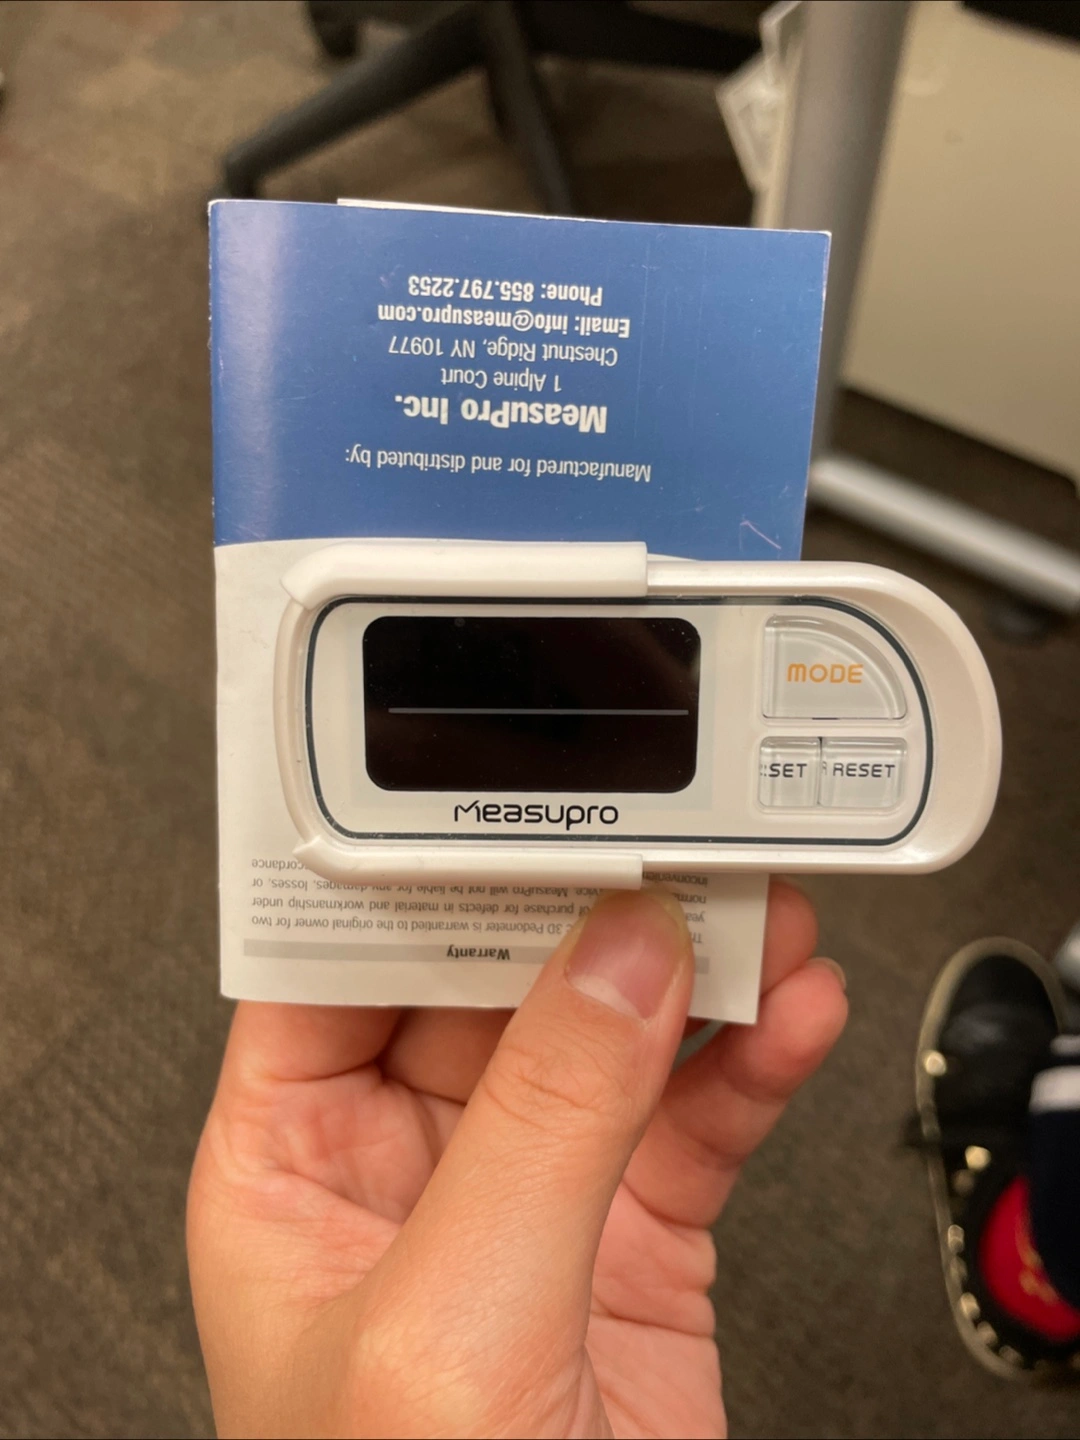 MODE
:SET
RESET
measupro
Manufactured for and distributed by:
MeasuPro Inc.
1 Alpine Court
Chestnut Ridge, NY 10977
Email: info@measupro.com
Phone: 855.797.2253
Warranty
3D Pedometer is warrantied to the original owner for two
of purchase for defects in material and workmanship under
MeasuPro will not be liable for any damages, losses, or